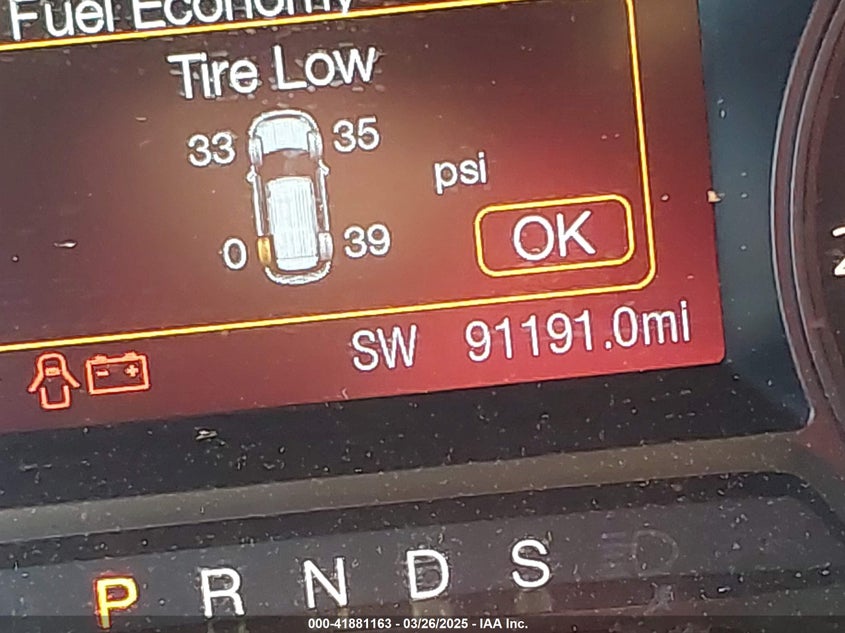 Fuel Economy
Tire Low
33 35
psi
OK
0 39
SW 91191.0mi
P R N D S
000-41881163 - 03/26/2025 - IAA Inc.